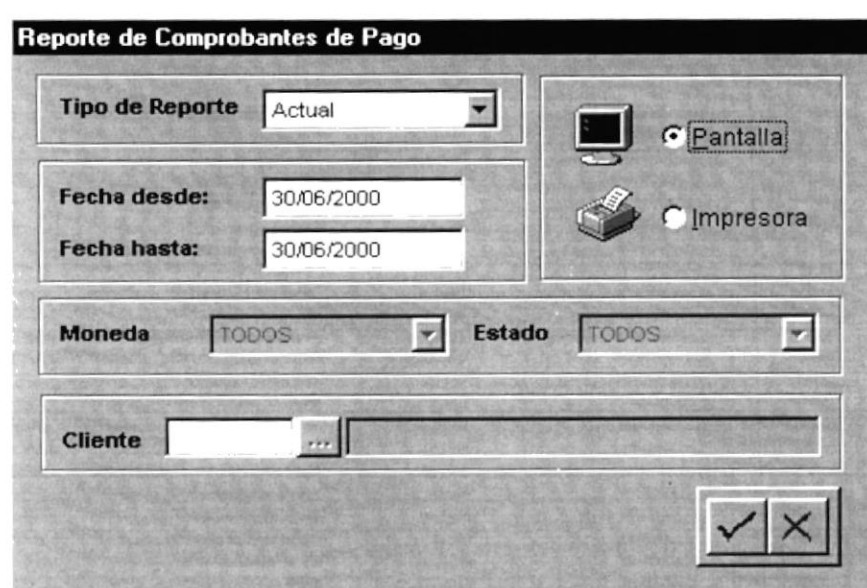 Reporte de Comprobantes de Pago
Tipo de Reporte Actual
Pantalla
Impresora
Fecha desde: 30/06/2000
Fecha hasta: 30/06/2000
Moneda TODOS Estado TODOS
Cliente ...